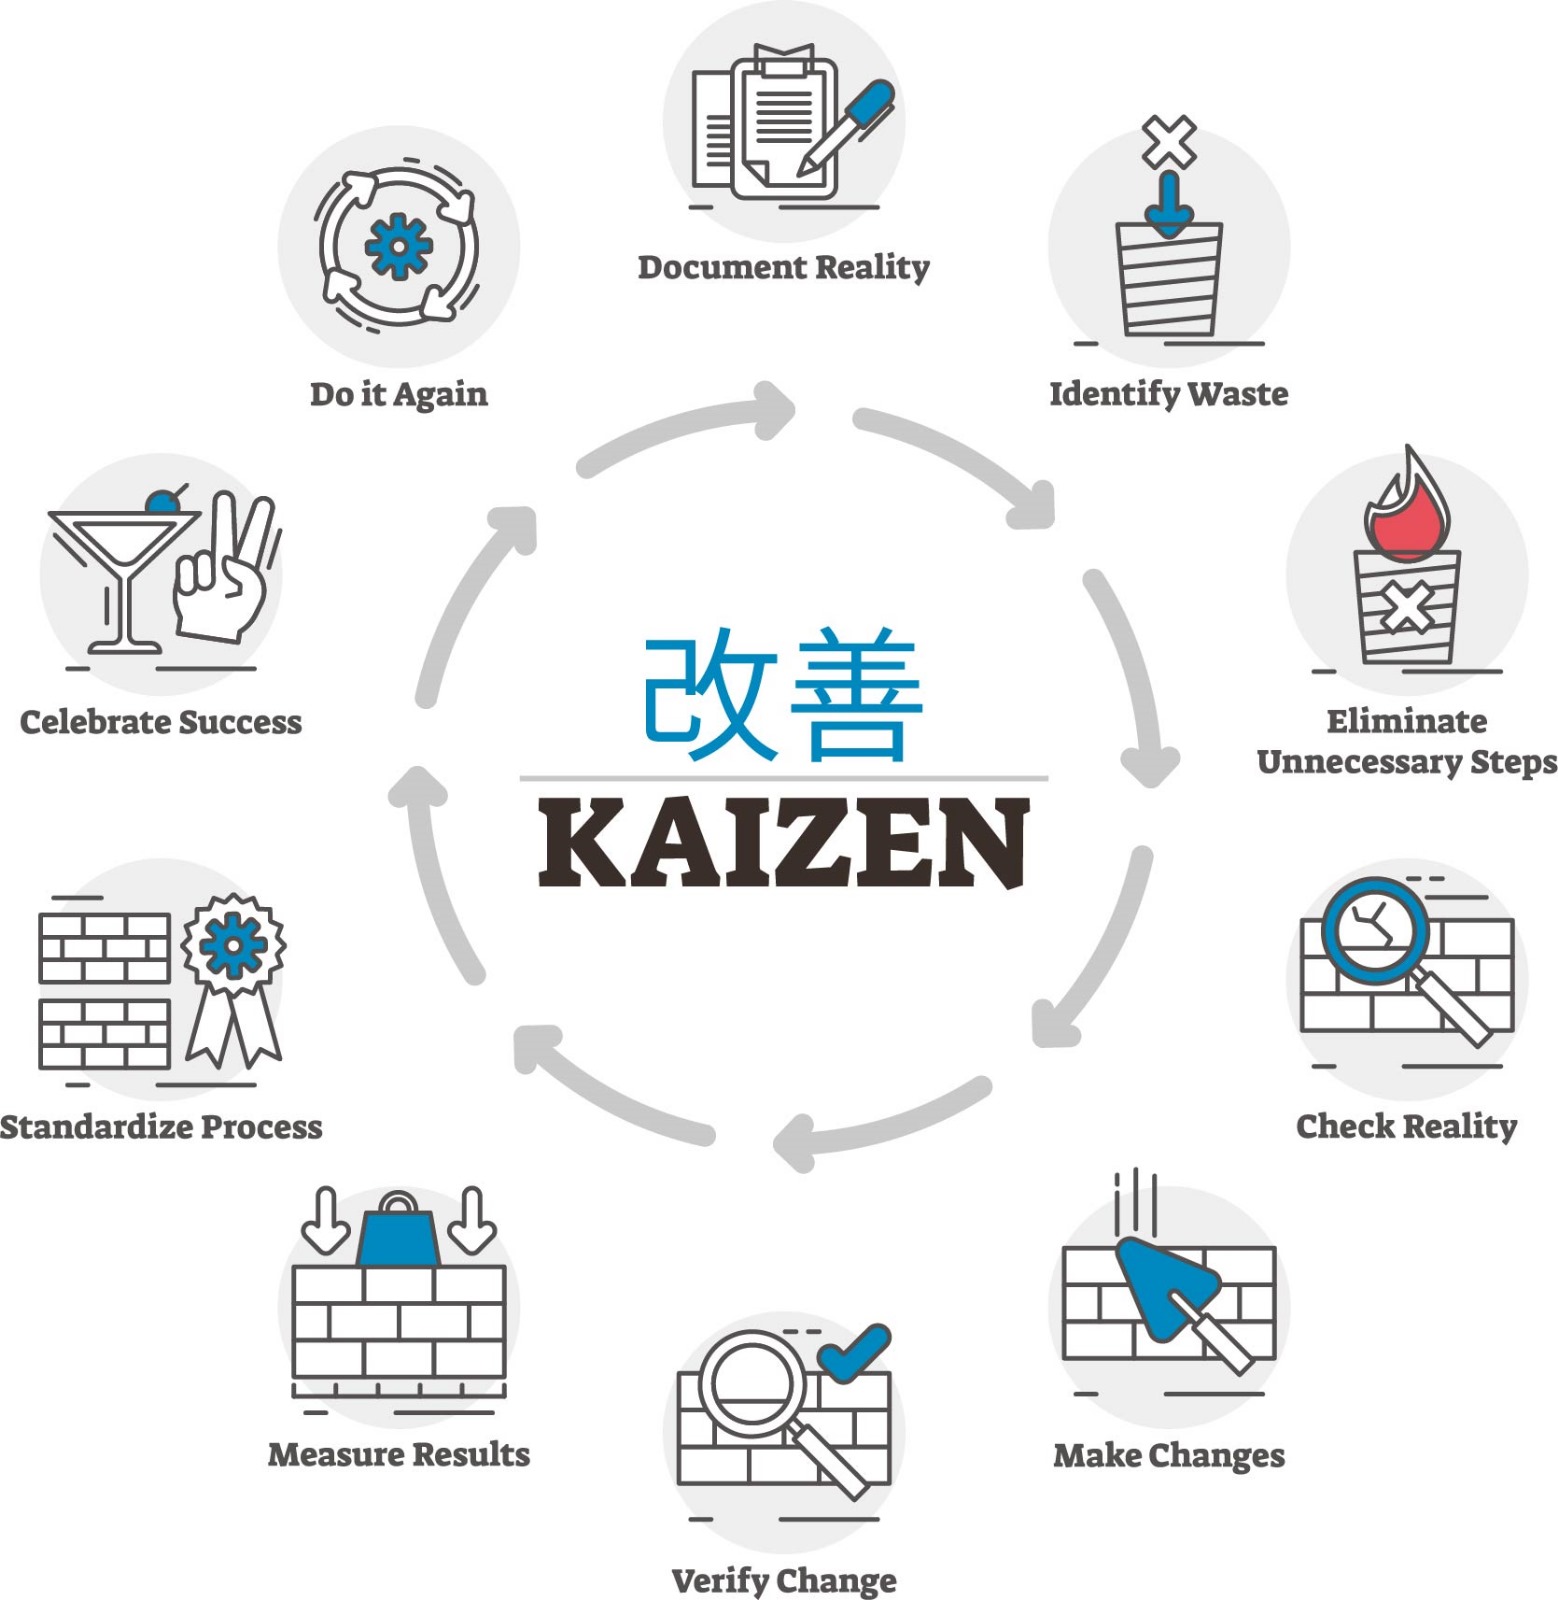 Document Reality
Identify Waste
Eliminate
Unnecessary Steps
Check Reality
Make Changes
Verify Change
Measure Results
Standardize Process
Celebrate Success
Do it Again
改善
KAIZEN